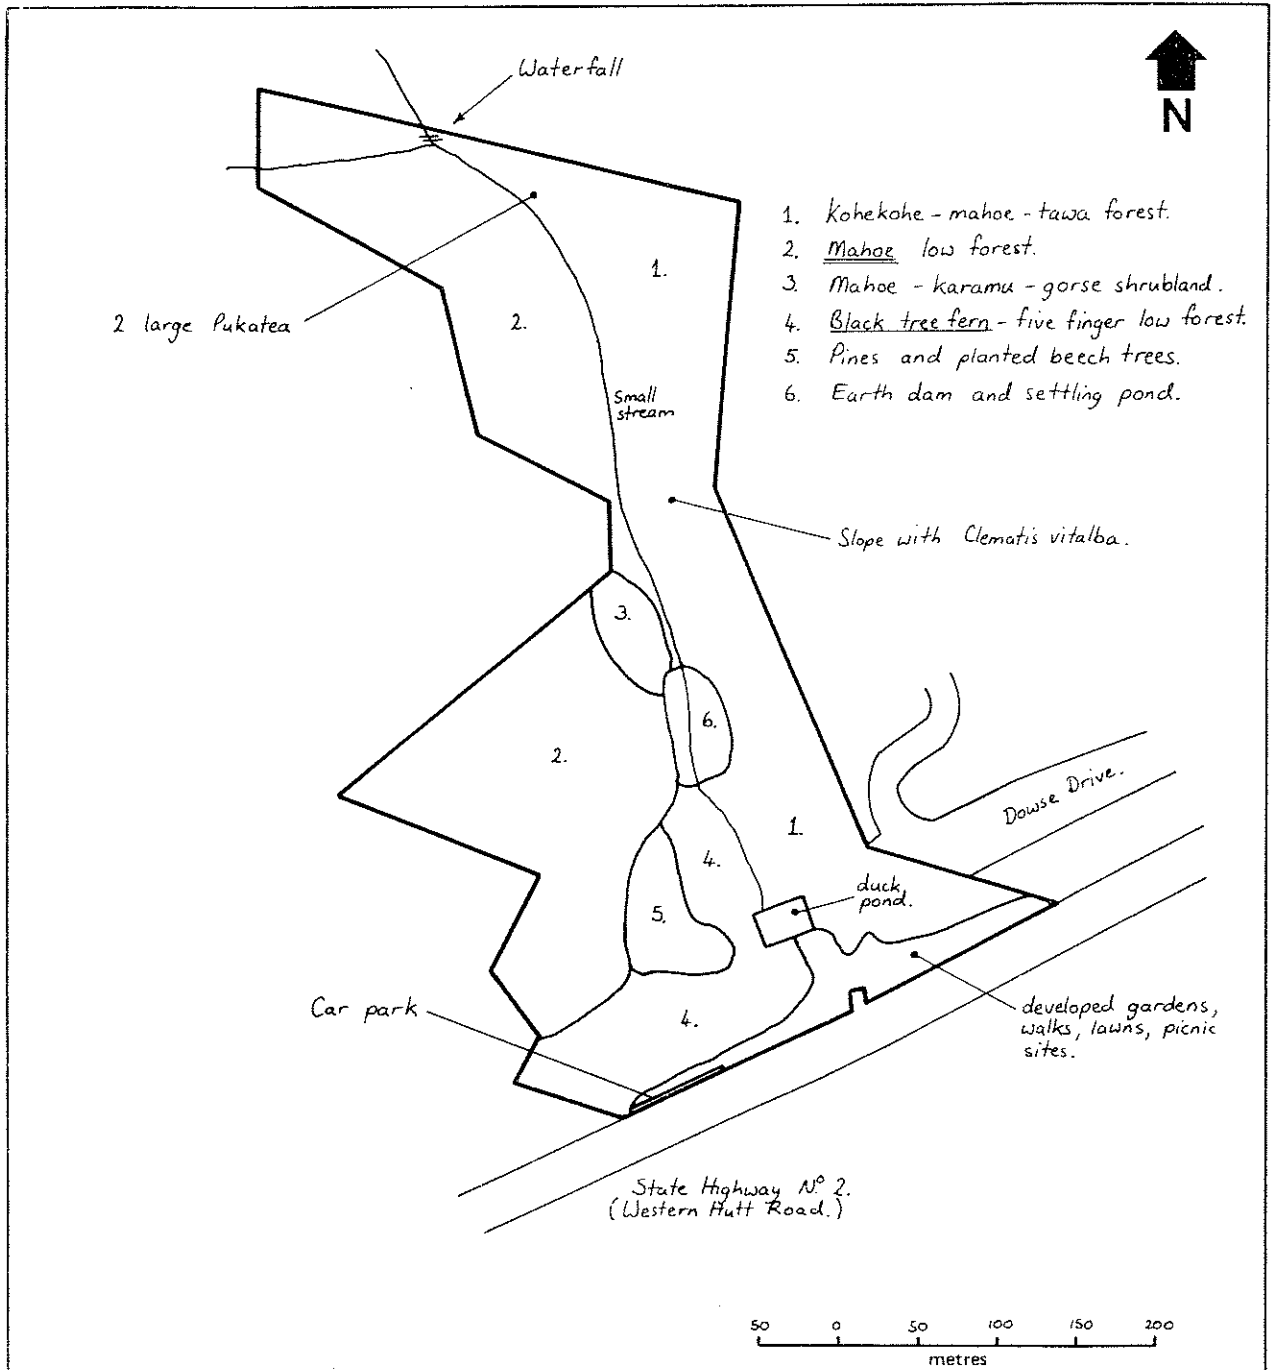 Waterfall
N
1. Kohekohe - mahoe - tawa forest.
2. Mahoe low forest.
3. Mahoe - karamu - gorse shrubland.
4. Black tree fern - five finger low forest.
5. Pines and planted beech trees.
6. Earth dam and settling pond.
1.
2.
2 large Pukatea
Small
stream
Slope with Clematis vitalba.
3.
6.
2.
Dowse Drive.
1.
4.
duck
pond.
5.
Car park
4.
developed gardens,
walks, lawns, picnic
sites.
State Highway Nº 2.
(Western Hutt Road.)
50 0 50 100 150 200
metres